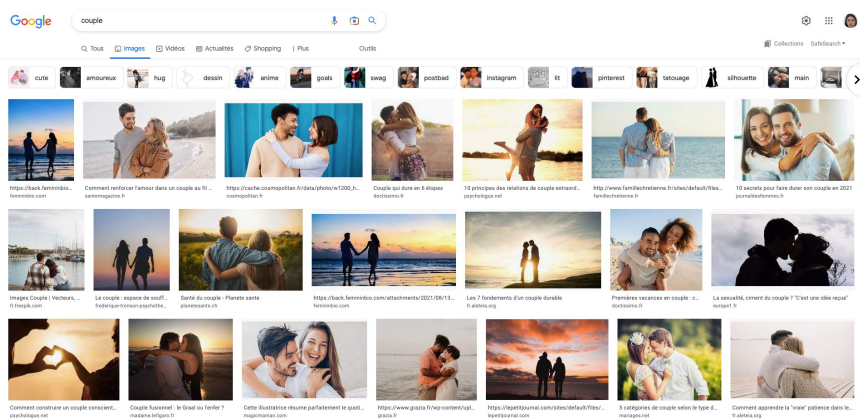 Google
couple
Tous
Images
Vidéos
Actualités
Shopping
Plus
Outils
Collections
SafeSearch
cute
amoureux
hug
dessin
anime
goals
swag
postbad
instagram
lit
pinterest
tatouage
silhouette
main
https://back.femininbio...
femininbio.com
Comment renforcer l'amour dans un couple au fil ...
santemagazine.fr
https://cache.cosmopolitan.fr/data/photo/w1200_h...
cosmopolitan.fr
Couple qui dure en 6 étapes
doctissimo.fr
10 principes des relations de couple extraord...
psychologue.net
http://www.famillechretienne.fr/sites/default/files...
famillechretienne.fr
10 secrets pour faire durer son couple en 2021
journaldesfemmes.fr
Images Couple | Vecteurs, ...
fr.freepik.com
Le couple : espace de souff...
frederique-tronson-psychothe...
Santé du couple - Planete sante
planetesante.ch
https://back.femininbio.com/attachments/2021/08/13...
femininbio.com
Les 7 fondements d'un couple durable
fr.aleteia.org
Premières vacances en couple : c...
doctissimo.fr
La sexualité, ciment du couple ? "C'est une idée reçue"
europe1.fr
Comment construire un couple conscient...
psychologue.net
Couple fusionnel : le Graal ou l'enfer ?
madame.lefigaro.fr
Cette illustratrice résume parfaitement le quoti...
magicmaman.com
https://www.grazia.fr/wp-content/upl...
grazia.fr
https://lepetitjournal.com/sites/default/files/...
lepetitjournal.com
5 catégories de couple selon le type d...
mariages.net
Comment apprendre la "vraie" patience dans le...
fr.aleteia.org